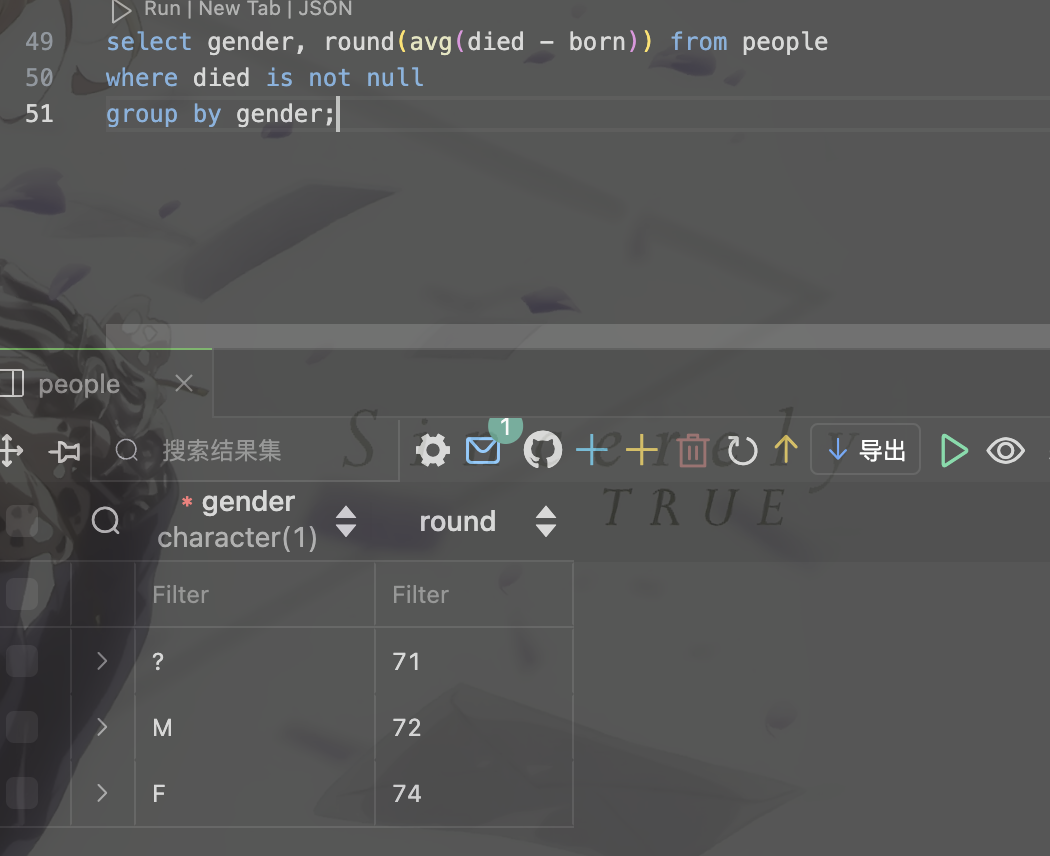 Run | New Tab | JSON
49 select gender, round(avg(died - born)) from people
50 where died is not null
51 group by gender;
people
1
Sincerely
搜索结果集
导出
TRUE
* gender
character(1)
round
Filter Filter
? 71
M 72
F 74